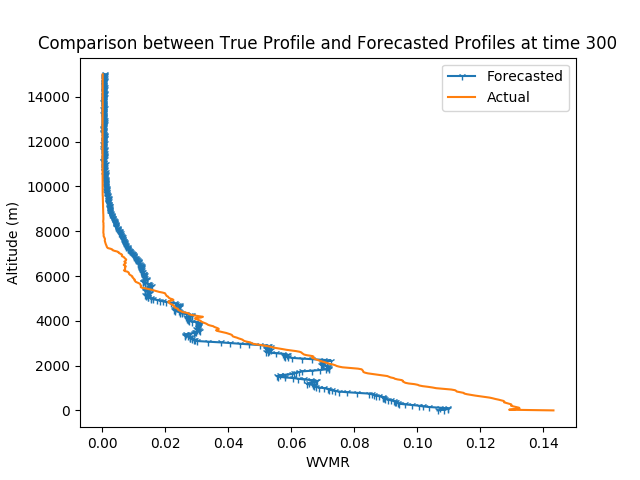 Comparison between True Profile and Forecasted Profiles at time 300
Forecasted
Actual
14000
12000
10000
8000
6000
4000
2000
0
Altitude (m)
0.00 0.02 0.04 0.06 0.08 0.10 0.12 0.14
WVMR